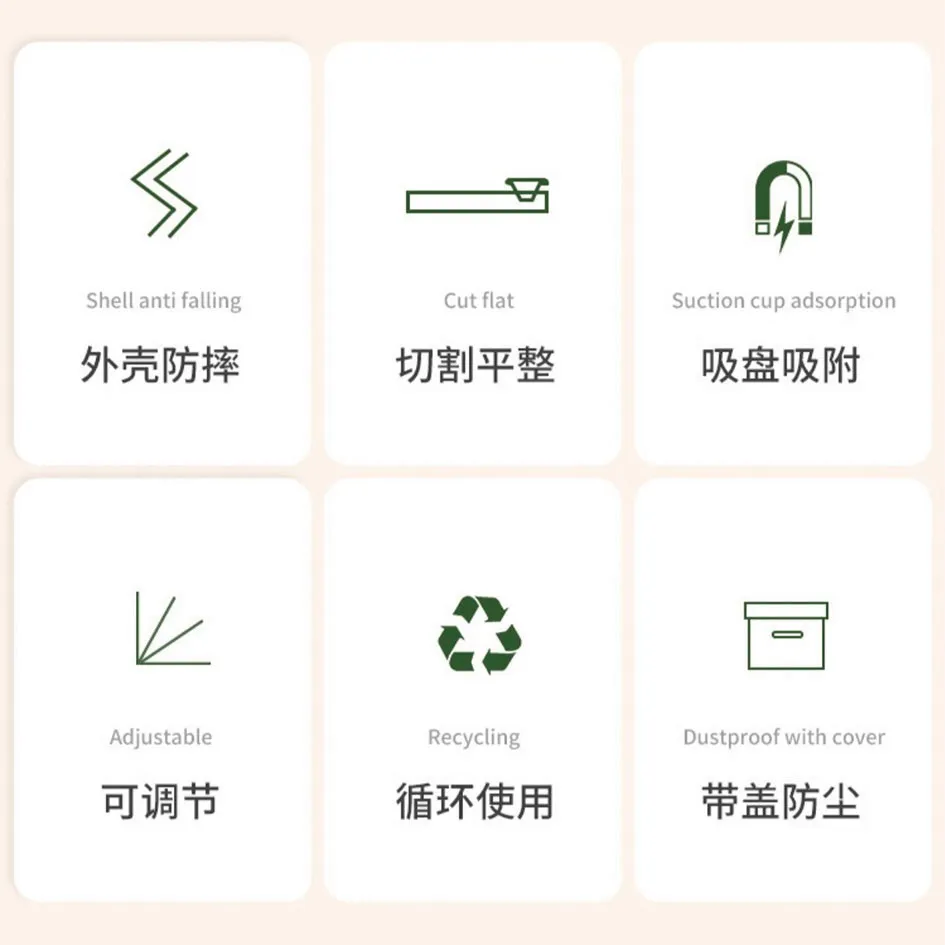 Shell anti falling
外壳防摔
Cut flat
切割平整
Suction cup adsorption
吸盘吸附
Adjustable
可调节
Recycling
循环使用
Dustproof with cover
带盖防尘